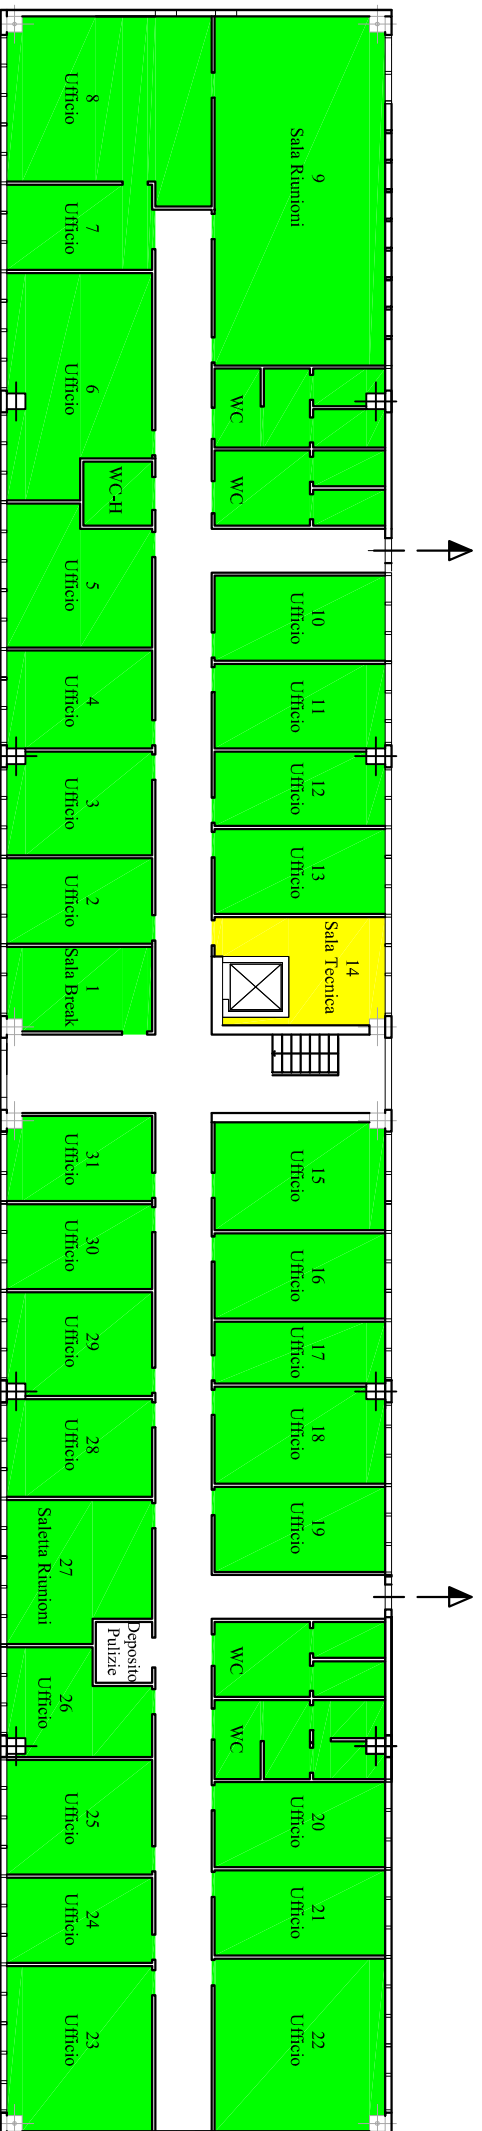 8
Ufficio
7
Ufficio
6
Ufficio
WC-H
5
Ufficio
4
Ufficio
3
Ufficio
2
Ufficio
1
Sala Break
9
Sala Riunioni
WC
WC
10
Ufficio
11
Ufficio
12
Ufficio
13
Ufficio
14
Sala Tecnica
31
Ufficio
30
Ufficio
29
Ufficio
28
Ufficio
27
Saletta Riunioni
Deposito
Pulizie
26
Ufficio
25
Ufficio
24
Ufficio
23
Ufficio
15
Ufficio
16
Ufficio
17
Ufficio
18
Ufficio
19
Ufficio
WC
WC
20
Ufficio
21
Ufficio
22
Ufficio